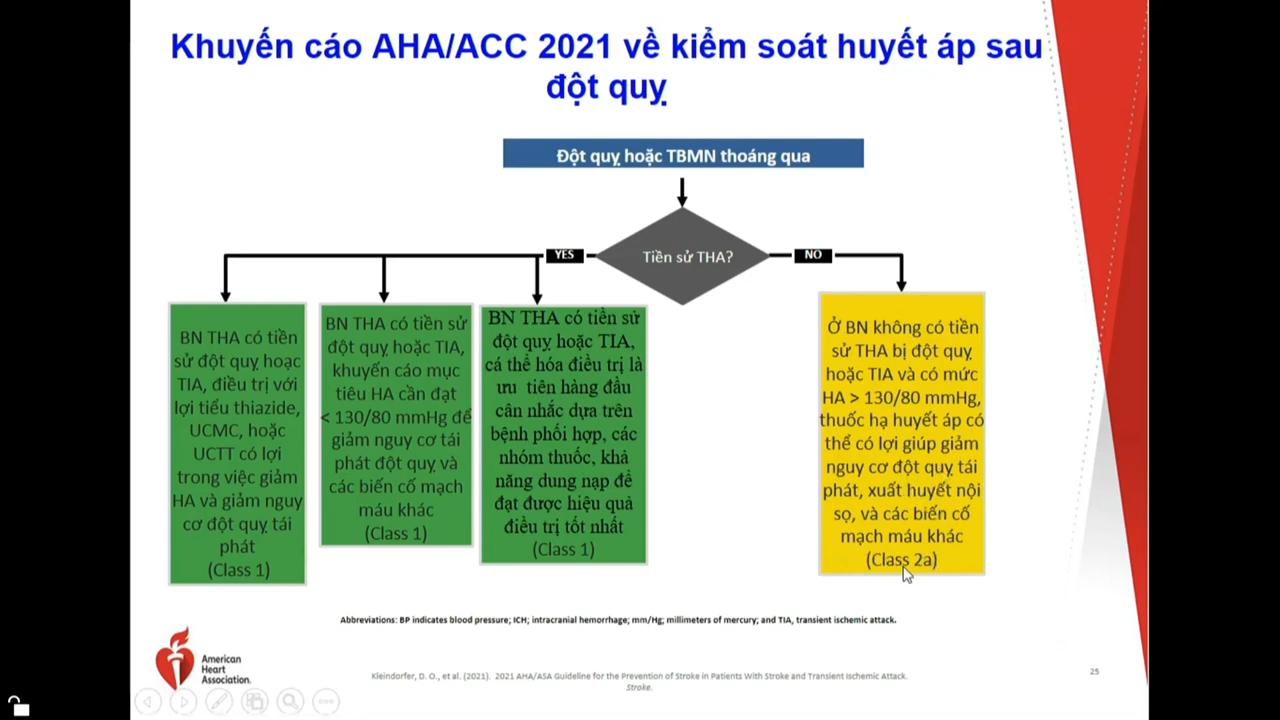 Khuyến cáo AHA/ACC 2021 về kiểm soát huyết áp sau
đột quỵ
Đột quỵ hoặc TBMN thoáng qua
Tiền sử THA?
YES
NO
BN THA có tiền
sử đột quỵ hoạc
TIA, điều trị với
lợi tiểu thiazide,
UCMC, hoặc
UCTT có lợi
trong việc giảm
HA và giảm nguy
cơ đột quỵ tái
phát
(Class 1)
BN THA có tiền sử
đột quỵ hoặc TIA,
khuyến cáo mục
tiêu HA cần đạt
< 130/80 mmHg để
giảm nguy cơ tái
phát đột quỵ và
các biến cố mạch
máu khác
(Class 1)
BN THA có tiền sử
đột quỵ hoặc TIA,
cá thể hóa điều trị là
ưu tiên hàng đầu
cân nhắc dựa trên
bệnh phối hợp, các
nhóm thuốc, khả
năng dung nạp để
đạt được hiệu quả
điều trị tốt nhất
(Class 1)
Ở BN không có tiền
sử THA bị đột quỵ
hoặc TIA và có mức
HA > 130/80 mmHg,
thuốc hạ huyết áp có
thể có lợi giúp giảm
nguy cơ đột quỵ tái
phát, xuất huyết nội
sọ, và các biến cố
mạch máu khác
(Class 2a)
Abbreviations: BP indicates blood pressure; ICH; intracranial hemorrhage; mm/Hg; millimeters of mercury; and TIA, transient ischemic attack.
American
Heart
Association.
Kleindorfer, D. O., et al. (2021). 2021 AHA/ASA Guideline for the Prevention of Stroke in Patients With Stroke and Transient Ischemic Attack.
Stroke.
25